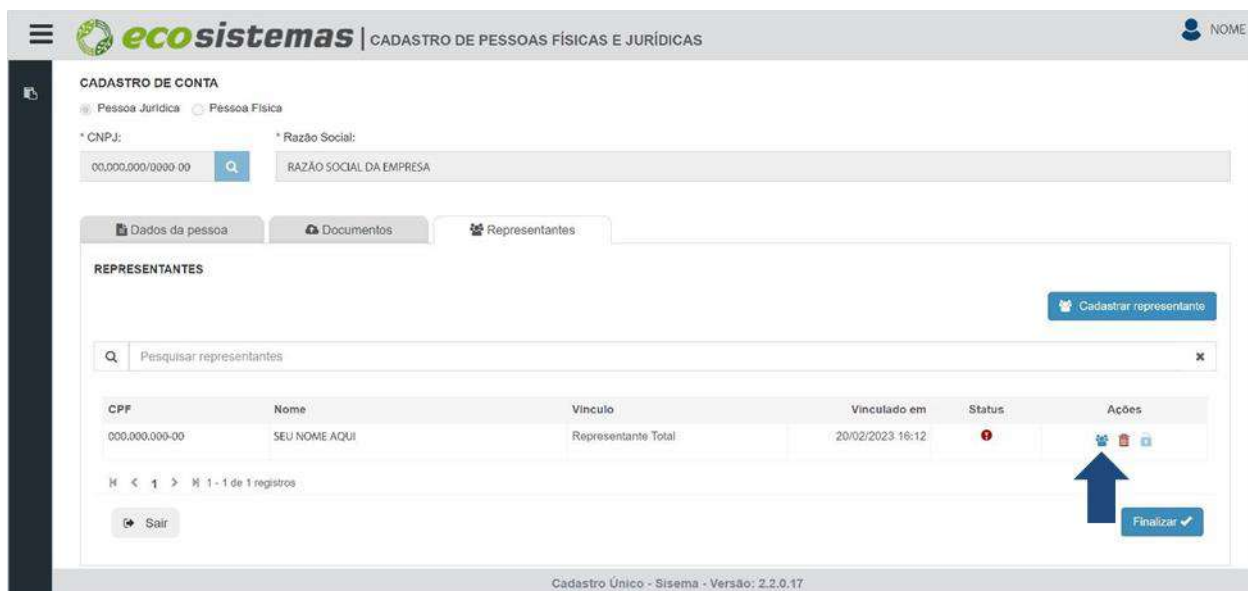 ecosistemas | CADASTRO DE PESSOAS FÍSICAS E JURÍDICAS
NOME
CADASTRO DE CONTA
Pessoa Jurídica Pessoa Física
* CNPJ: * Razão Social:
00.000.000/0000-00 RAZÃO SOCIAL DA EMPRESA
Dados da pessoa Documentos Representantes
REPRESENTANTES
Cadastrar representante
Pesquisar representantes
CPF Nome Vínculo Vinculado em Status Ações
000.000.000-00 SEU NOME AQUI Representante Total 20/02/2023 16:12
1 1 - 1 de 1 registros
Sair Finalizar
Cadastro Único - Sisema - Versão: 2.2.0.17